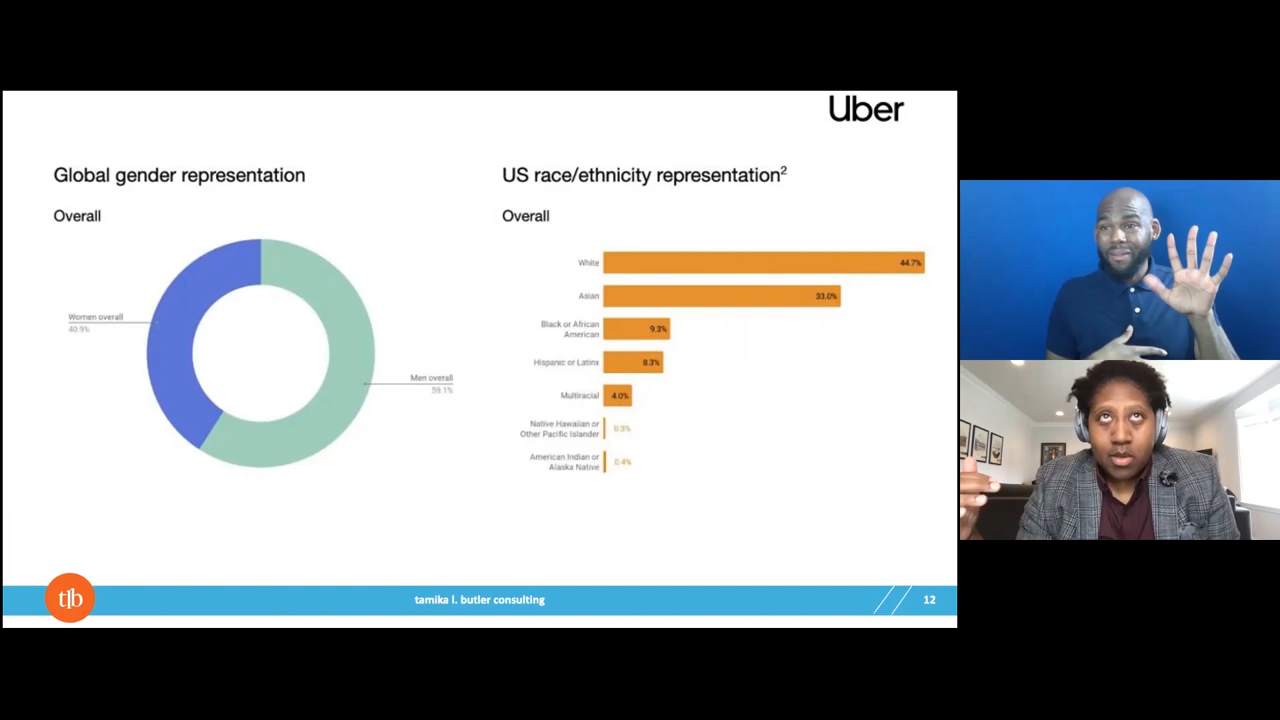 Uber
Global gender representation
Overall
Women overall
40.9%
Men overall
59.1%
US race/ethnicity representation²
Overall
White
44.7%
Asian
33.0%
Black or African
American
9.3%
Hispanic or Latinx
8.3%
Multiracial
4.0%
Native Hawaiian or
Other Pacific Islander
0.3%
American Indian or
Alaska Native
0.4%
tlb
tamika l. butler consulting
12